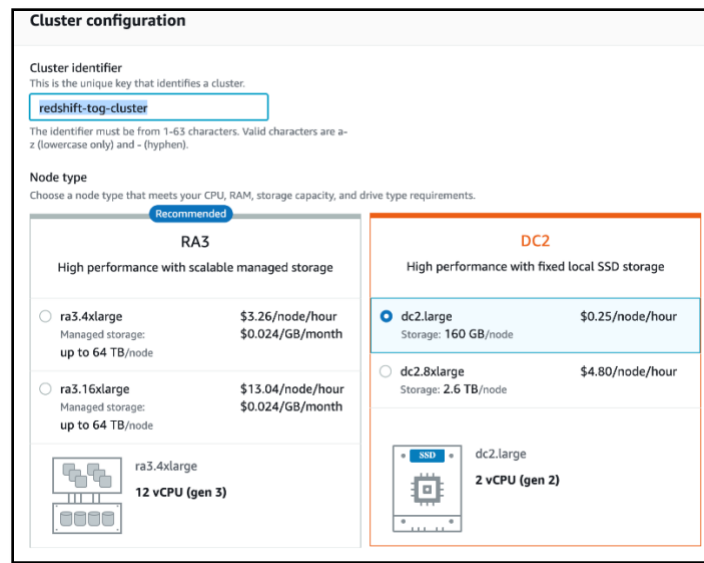 Cluster configuration
Cluster identifier
This is the unique key that identifies a cluster.
redshift-tog-cluster
The identifier must be from 1-63 characters. Valid characters are a-
z (lowercase only) and - (hyphen).
Node type
Choose a node type that meets your CPU, RAM, storage capacity, and drive type requirements.
Recommended
RA3
High performance with scalable managed storage
ra3.4xlarge $3.26/node/hour
Managed storage: $0.024/GB/month
up to 64 TB/node
ra3.16xlarge $13.04/node/hour
Managed storage: $0.024/GB/month
up to 64 TB/node
ra3.4xlarge
12 vCPU (gen 3)
DC2
High performance with fixed local SSD storage
dc2.large $0.25/node/hour
Storage: 160 GB/node
dc2.8xlarge $4.80/node/hour
Storage: 2.6 TB/node
SSD
dc2.large
2 vCPU (gen 2)